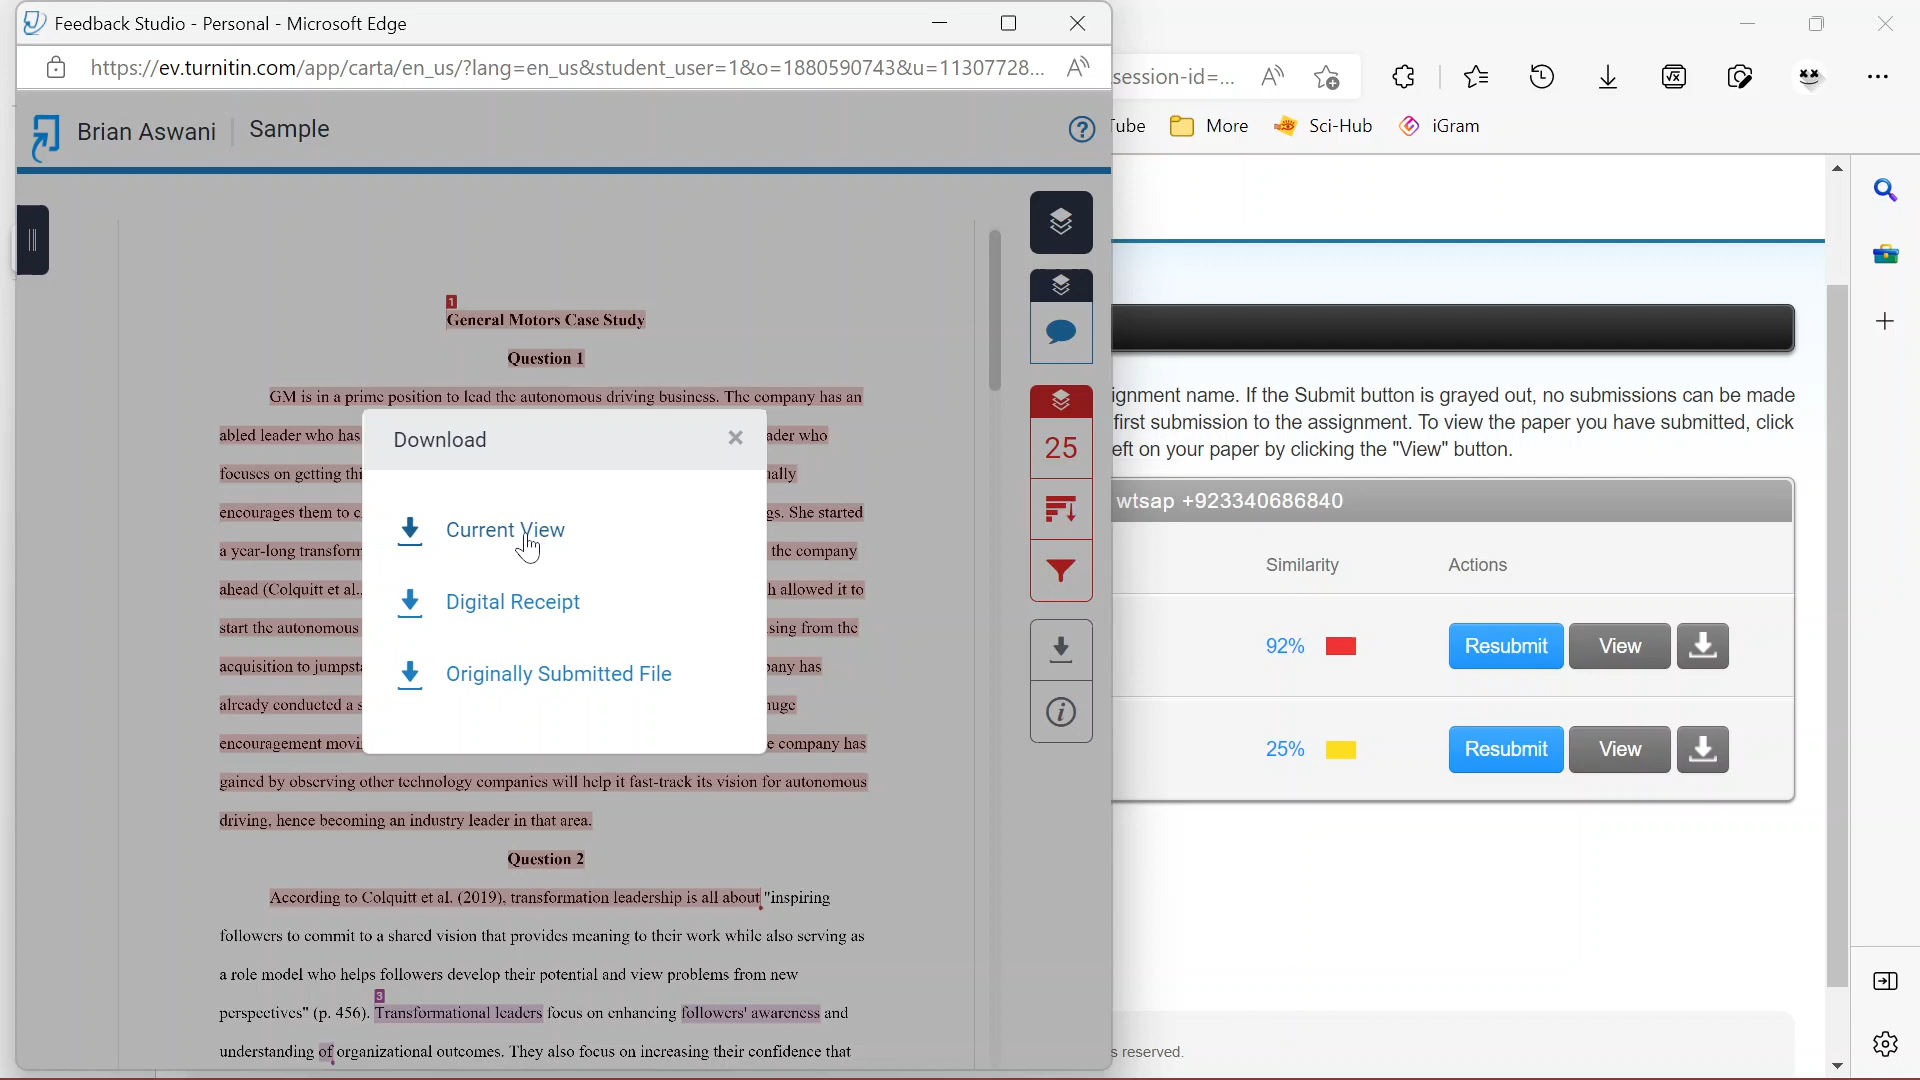 Feedback Studio - Personal - Microsoft Edge
https://ev.turnitin.com/app/carta/en_us/?lang=en_us&student_user=1&o=1880590743&u=11307728...
session-id=...
Tube More Sci-Hub iGram
Brian Aswani Sample
1
General Motors Case Study
Question 1
GM is in a prime position to lead the autonomous driving business. The company has an
abled leader who has
ader who
focuses on getting thi
ally
encourages them to c
gs. She started
a year-long transform
the company
ahead (Colquitt et al.,
h allowed it to
start the autonomous
sing from the
acquisition to jumpsta
pany has
already conducted a s
huge
encouragement movi
e company has
gained by observing other technology companies will help it fast-track its vision for autonomous
driving, hence becoming an industry leader in that area.
Question 2
According to Colquitt et al. (2019), transformation leadership is all about "inspiring
followers to commit to a shared vision that provides meaning to their work while also serving as
a role model who helps followers develop their potential and view problems from new
3
perspectives" (p. 456). Transformational leaders focus on enhancing followers' awareness and
understanding of organizational outcomes. They also focus on increasing their confidence that
Download
Current View
Digital Receipt
Originally Submitted File
25
ignment name. If the Submit button is grayed out, no submissions can be made
first submission to the assignment. To view the paper you have submitted, click
eft on your paper by clicking the "View" button.
wtsap +923340686840
Similarity Actions
92% Resubmit View
25% Resubmit View
s reserved.